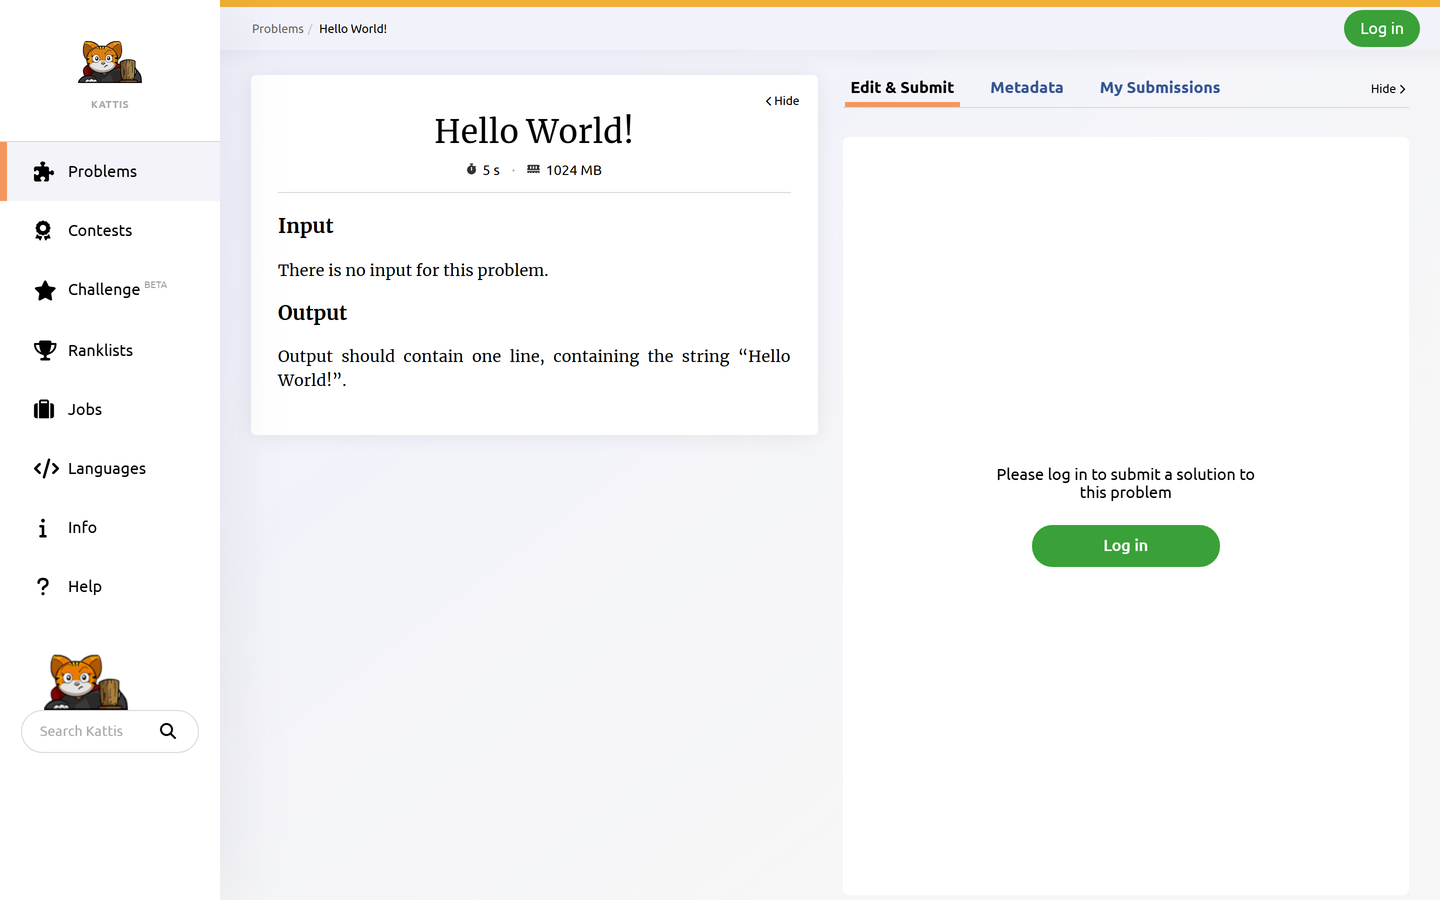 KATTIS
Problems
Contests
Challenge BETA
Ranklists
Jobs
Languages
Info
Help
Search Kattis
Problems / Hello World!
Log in
Hide
Hello World!
5 s · 1024 MB
Input
There is no input for this problem.
Output
Output should contain one line, containing the string “Hello
World!”.
Edit & Submit Metadata My Submissions Hide
Please log in to submit a solution to
this problem
Log in